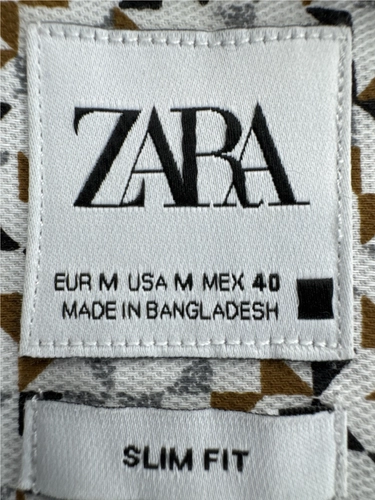 ZARA
EUR M USA M MEX 40
MADE IN BANGLADESH
SLIM FIT